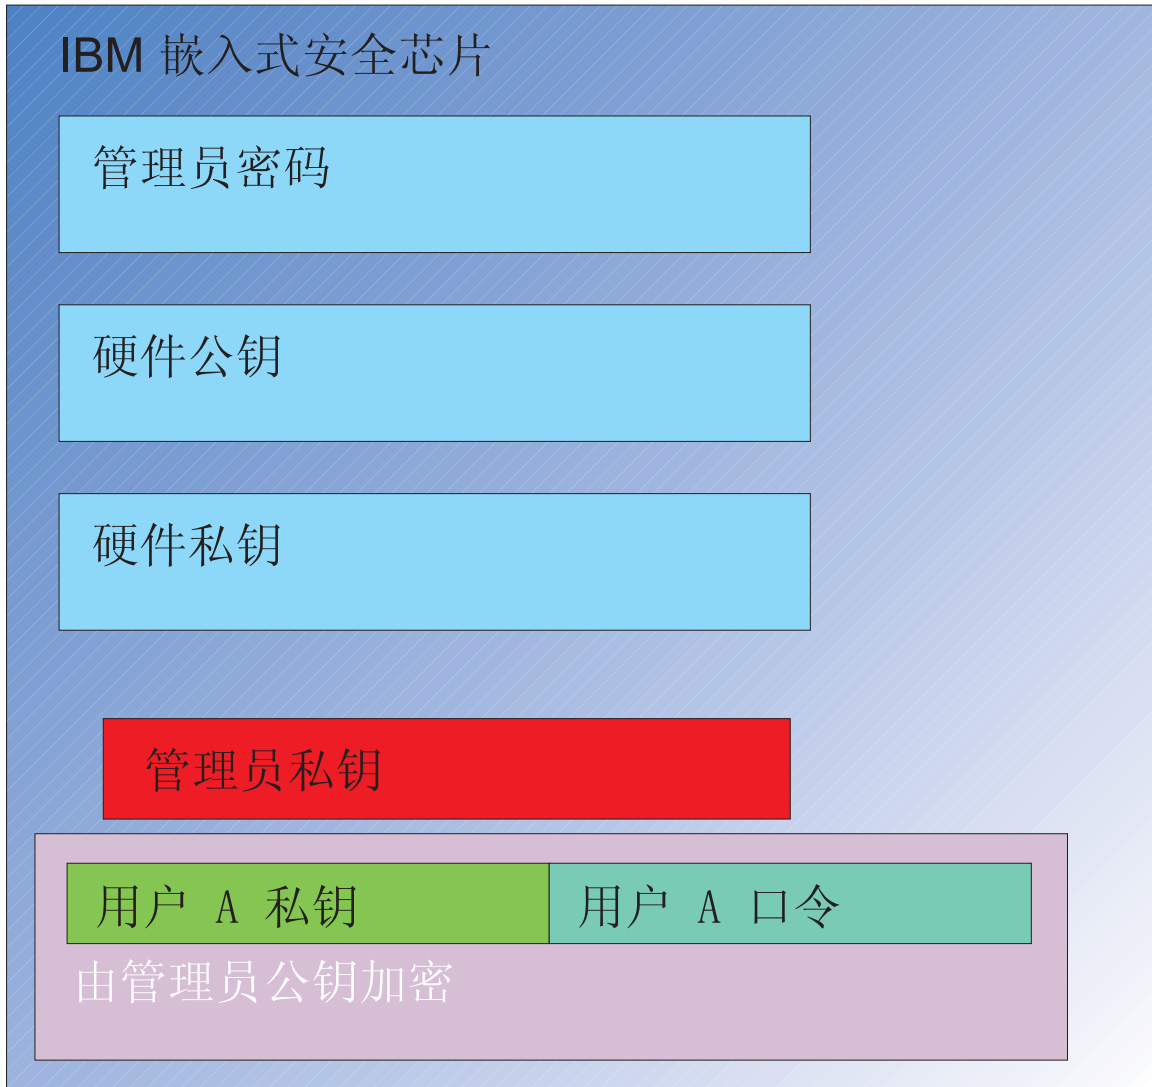 IBM 嵌入式安全芯片
管理员密码
硬件公钥
硬件私钥
管理员私钥
用户 A 私钥
用户 A 口令
由管理员公钥加密